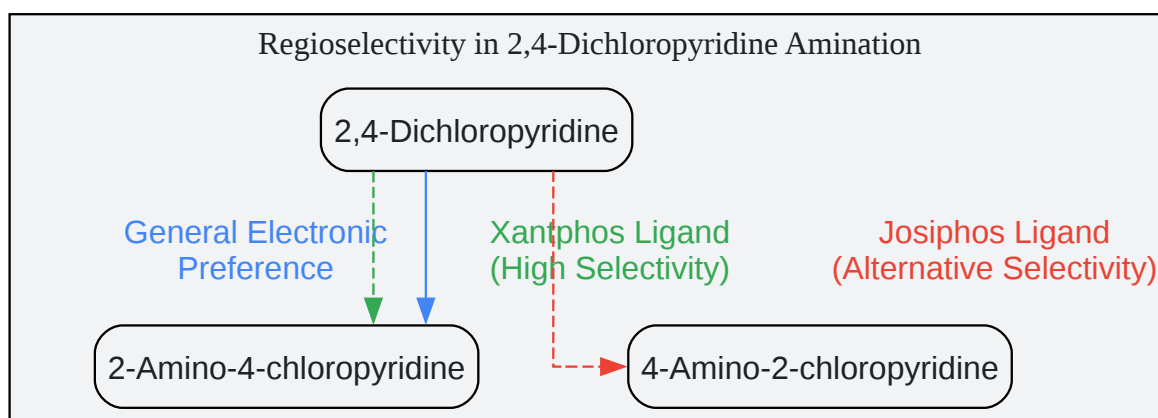 Regioselectivity in 2,4-Dichloropyridine Amination
2,4-Dichloropyridine
General Electronic
Preference
Xantphos Ligand
(High Selectivity)
Josiphos Ligand
(Alternative Selectivity)
2-Amino-4-chloropyridine
4-Amino-2-chloropyridine